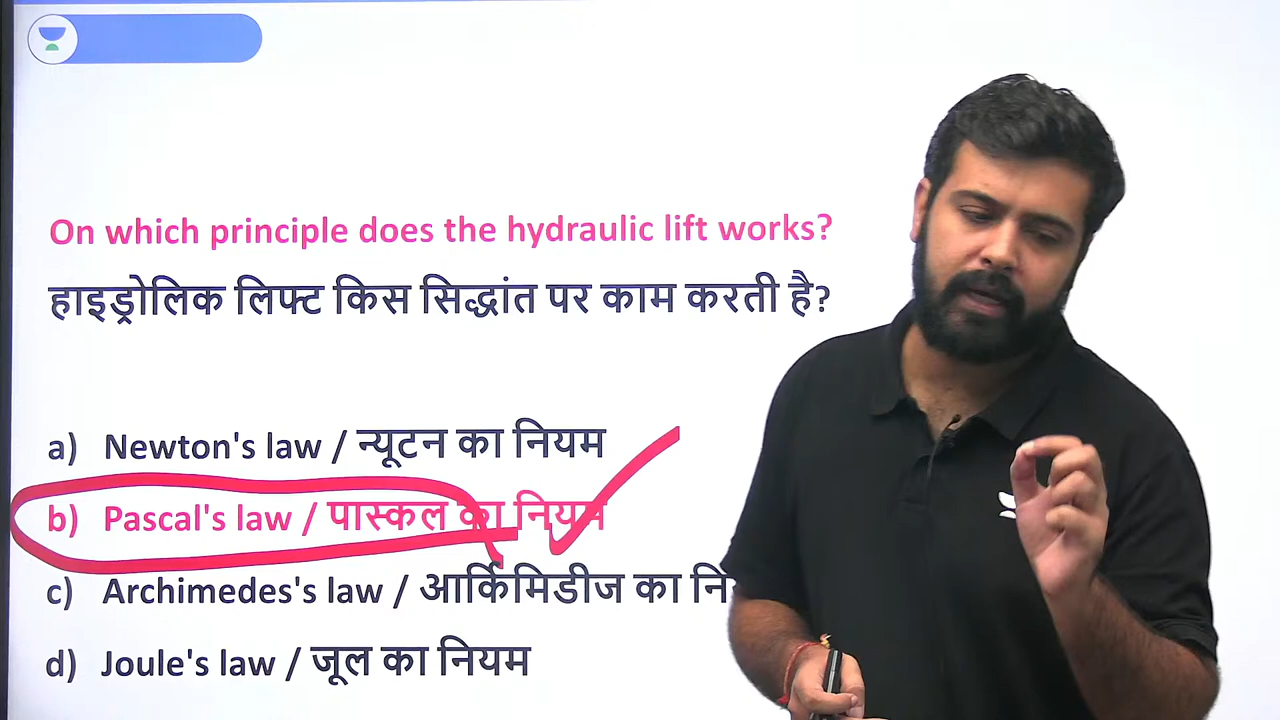 On which principle does the hydraulic lift works?
हाइड्रोलिक लिफ्ट किस सिद्धांत पर काम करती है?
a) Newton's law / न्यूटन का नियम
b) Pascal's law / पास्कल का नियम
c) Archimedes's law / आर्किमिडीज का
d) Joule's law / जूल का नियम